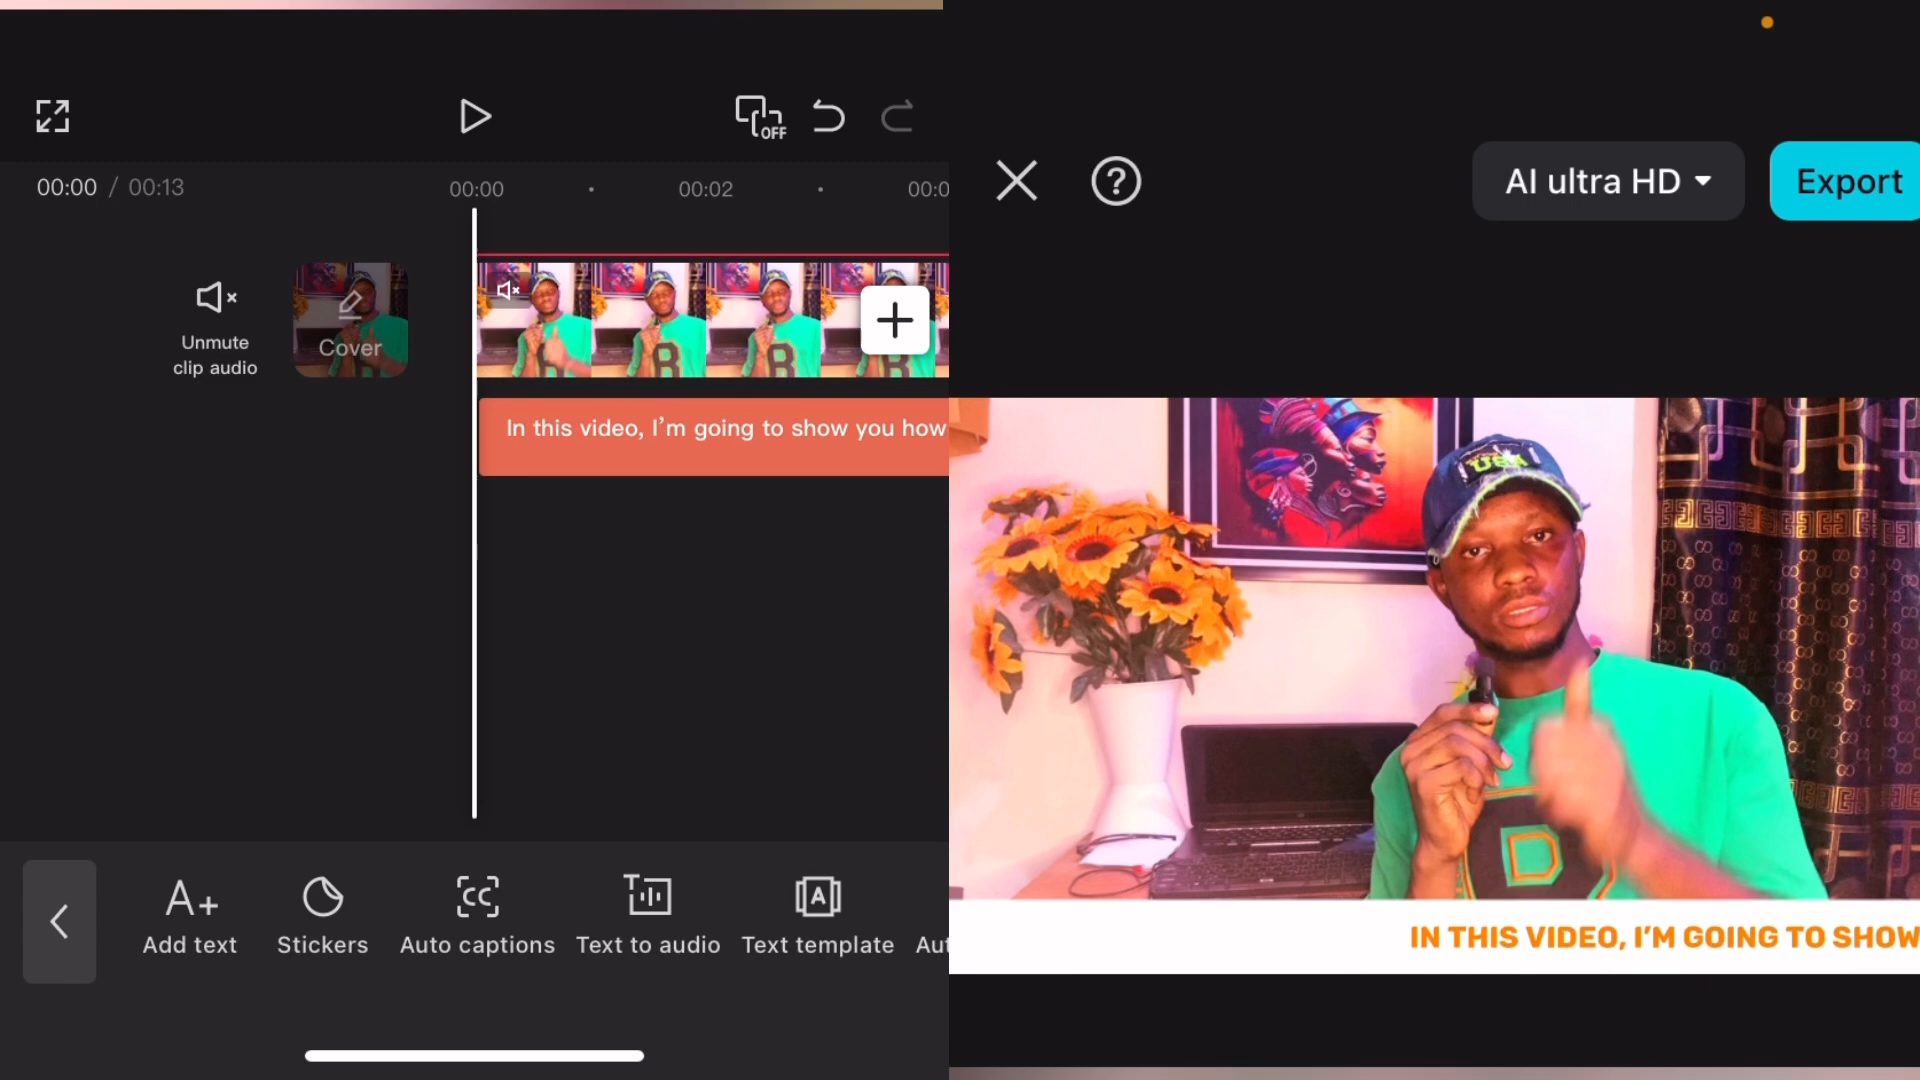 OFF
00:00 / 00:13
00:00
00:02
Unmute
clip audio
Cover
In this video, I'm going to show you how
Add text
Stickers
Auto captions
Text to audio
Text template
AI ultra HD
Export
USA
IN THIS VIDEO, I'M GOING TO SHOW